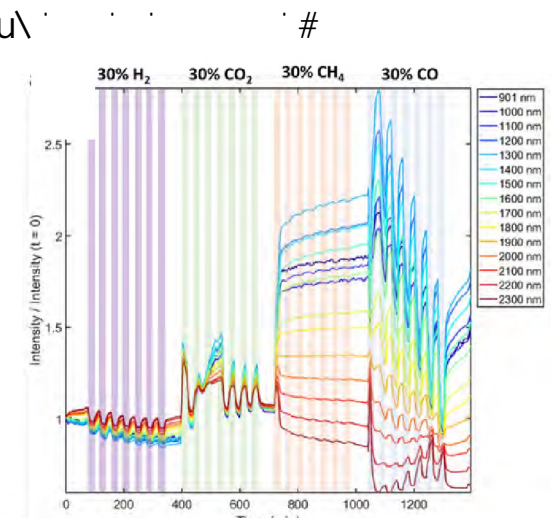 u\ #
30% H₂ 30% CO₂ 30% CH₄ 30% CO
901 nm
1000 nm
1100 nm
1200 nm
1300 nm
1400 nm
1500 nm
1600 nm
1700 nm
1800 nm
1900 nm
2000 nm
2100 nm
2200 nm
2300 nm
2.5
2
1.5
1
Intensity / Intensity (t = 0)
0 200 400 600 800 1000 1200